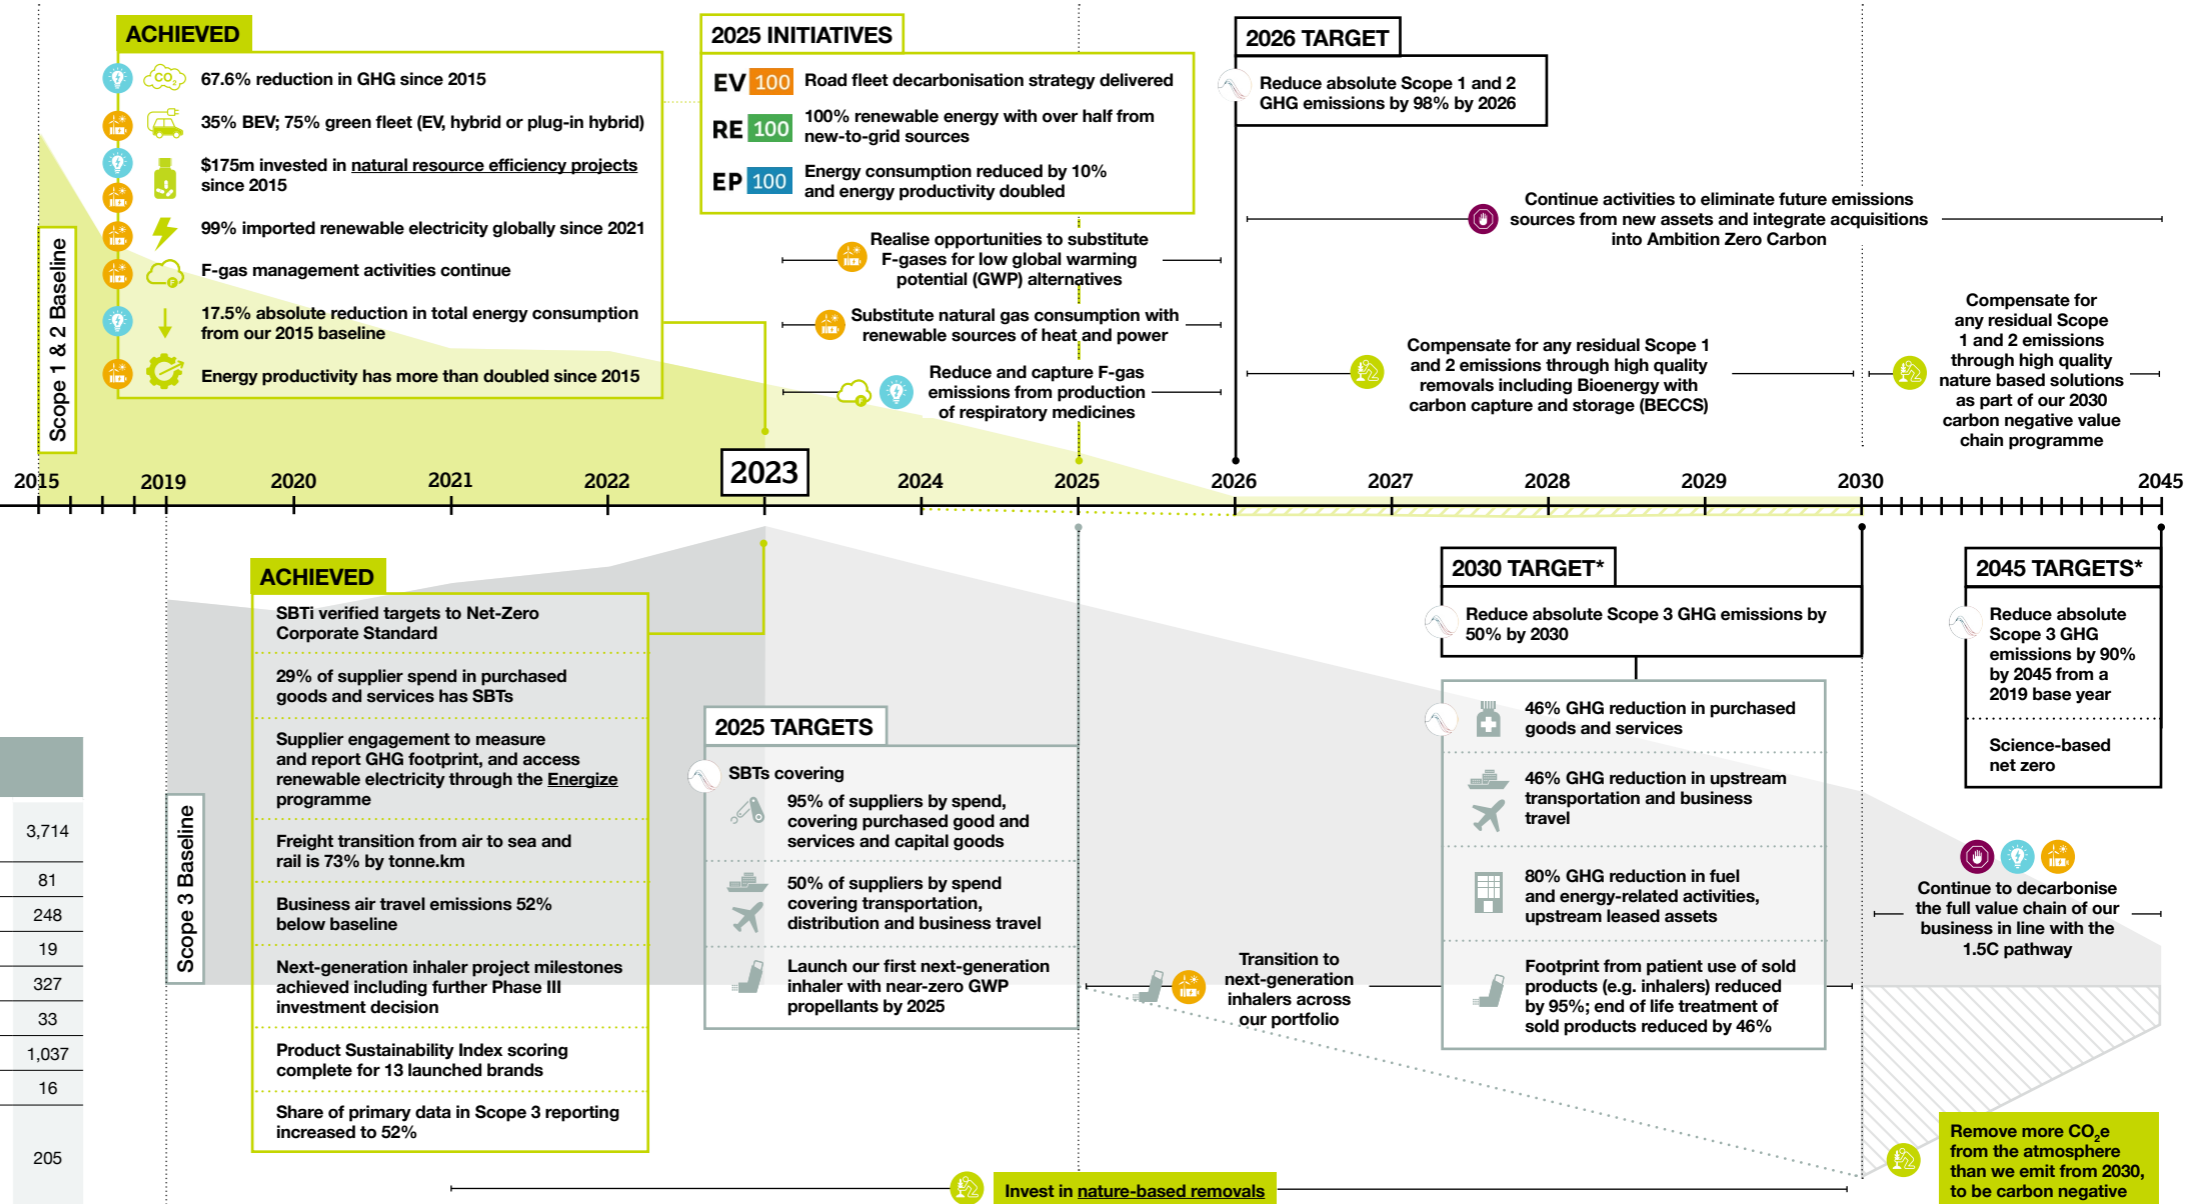 ACHIEVED
CO2
67.6% reduction in GHG since 2015
35% BEV; 75% green fleet (EV, hybrid or plug-in hybrid)
$175m invested in natural resource efficiency projects
since 2015
99% imported renewable electricity globally since 2021
F
F-gas management activities continue
17.5% absolute reduction in total energy consumption
from our 2015 baseline
Energy productivity has more than doubled since 2015
Scope 1 & 2 Baseline
2025 INITIATIVES
EV 100
Road fleet decarbonisation strategy delivered
RE 100
100% renewable energy with over half from
new-to-grid sources
EP 100
Energy consumption reduced by 10%
and energy productivity doubled
Realise opportunities to substitute
F-gases for low global warming
potential (GWP) alternatives
Substitute natural gas consumption with
renewable sources of heat and power
F
Reduce and capture F-gas
emissions from production
of respiratory medicines
2026 TARGET
Reduce absolute Scope 1 and 2
GHG emissions by 98% by 2026
Continue activities to eliminate future emissions
sources from new assets and integrate acquisitions
into Ambition Zero Carbon
Compensate for any residual Scope 1
and 2 emissions through high quality
removals including Bioenergy with
carbon capture and storage (BECCS)
Compensate for
any residual Scope
1 and 2 emissions
through high quality
nature based solutions
as part of our 2030
carbon negative value
chain programme
2015 2019 2020 2021 2022 2023 2024 2025 2026 2027 2028 2029 2030 2045
ACHIEVED
SBTi verified targets to Net-Zero
Corporate Standard
29% of supplier spend in purchased
goods and services has SBTs
Supplier engagement to measure
and report GHG footprint, and access
renewable electricity through the Energize
programme
Freight transition from air to sea and
rail is 73% by tonne.km
Business air travel emissions 52%
below baseline
Next-generation inhaler project milestones
achieved including further Phase III
investment decision
Product Sustainability Index scoring
complete for 13 launched brands
Share of primary data in Scope 3 reporting
increased to 52%
Scope 3 Baseline
3,714
81
248
19
327
33
1,037
16
205
2025 TARGETS
SBTs covering
95% of suppliers by spend,
covering purchased good and
services and capital goods
50% of suppliers by spend
covering transportation,
distribution and business travel
Launch our first next-generation
inhaler with near-zero GWP
propellants by 2025
Transition to
next-generation
inhalers across
our portfolio
2030 TARGET*
Reduce absolute Scope 3 GHG emissions by
50% by 2030
46% GHG reduction in purchased
goods and services
46% GHG reduction in upstream
transportation and business
travel
80% GHG reduction in fuel
and energy-related activities,
upstream leased assets
Footprint from patient use of sold
products (e.g. inhalers) reduced
by 95%; end of life treatment of
sold products reduced by 46%
2045 TARGETS*
Reduce absolute
Scope 3 GHG
emissions by 90%
by 2045 from a
2019 base year
Science-based
net zero
Continue to decarbonise
the full value chain of our
business in line with the
1.5C pathway
Remove more CO2e
from the atmosphere
than we emit from 2030,
to be carbon negative
Invest in nature-based removals